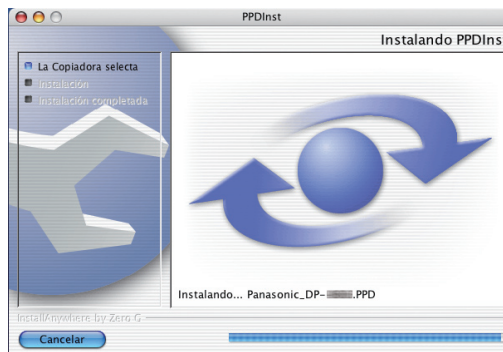 PPDInst
Instalando PPDIns
La Copiadora selecta
Instalación
Instalación completada
Instalando... Panasonic_DP- .PPD
InstallAnywhere by Zero G
Cancelar